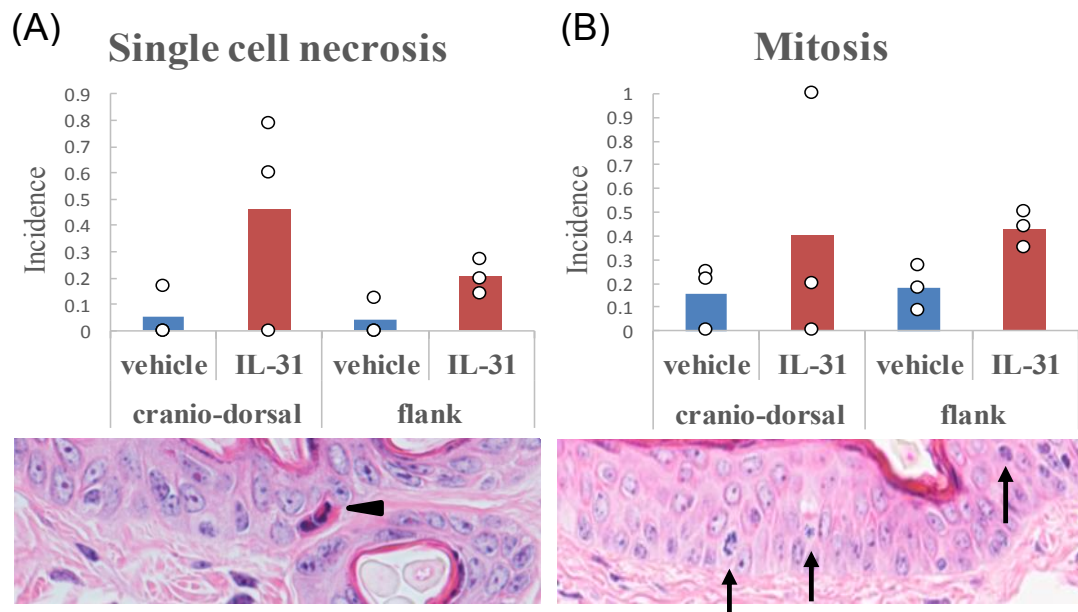 (A)
Single cell necrosis
Incidence
0.9
0.8
0.7
0.6
0.5
0.4
0.3
0.2
0.1
0
vehicle IL-31 vehicle IL-31
cranio-dorsal flank
(B)
Mitosis
Incidence
1
0.9
0.8
0.7
0.6
0.5
0.4
0.3
0.2
0.1
0
vehicle IL-31 vehicle IL-31
cranio-dorsal flank